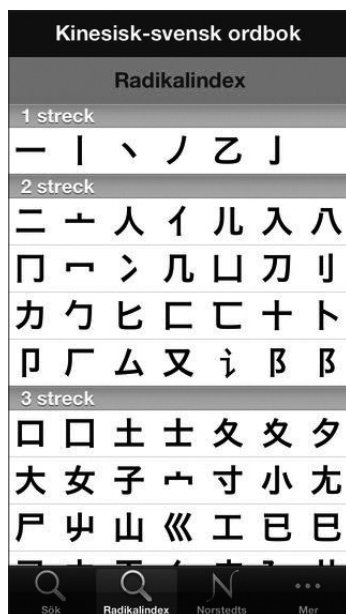 Kinesisk-svensk ordbok
Radikalindex
1 streck
一 丨 丶 丿 乙 亅
2 streck
二 亠 人 亻 儿 入 八
冂 冖 冫 几 凵 刀 刂
力 勹 匕 匚 匸 十 卜
卩 厂 厶 又 讠 阝 阝
3 streck
口 囗 土 士 夂 夊 夕
大 女 子 宀 寸 小 尢
尸 屮 山 巛 工 已 巳
Sök Radikalindex Norstedts Mer